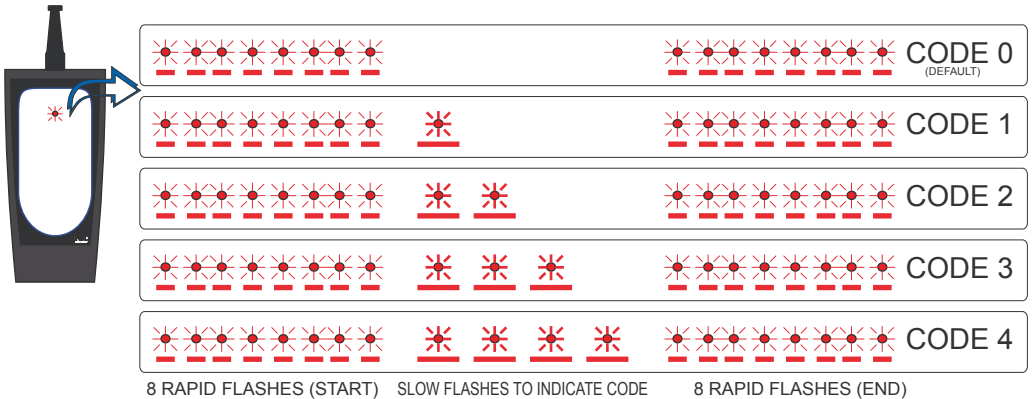 CODE 0
(DEFAULT)
CODE 1
CODE 2
CODE 3
CODE 4
8 RAPID FLASHES (START) SLOW FLASHES TO INDICATE CODE 8 RAPID FLASHES (END)